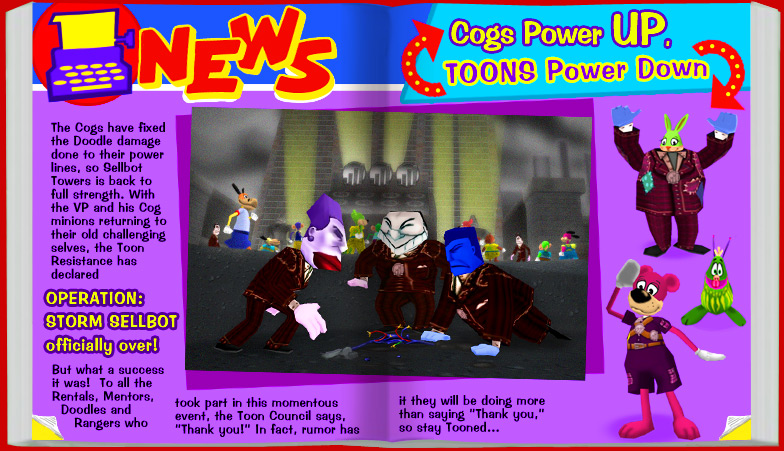 NEWS
Cogs Power UP,
TOONS Power Down
The Cogs have fixed
the Doodle damage
done to their power
lines, so Sellbot
Towers is back to
full strength. With
the VP and his Cog
minions returning to
their old challenging
selves, the Toon
Resistance has
declared
OPERATION:
STORM SELLBOT
officially over!
But what a success
it was! To all the
Rentals, Mentors,
Doodles and
Rangers who
took part in this momentous
event, the Toon Council says,
"Thank you!" In fact, rumor has
it they will be doing more
than saying "Thank you,"
so stay Tooned...